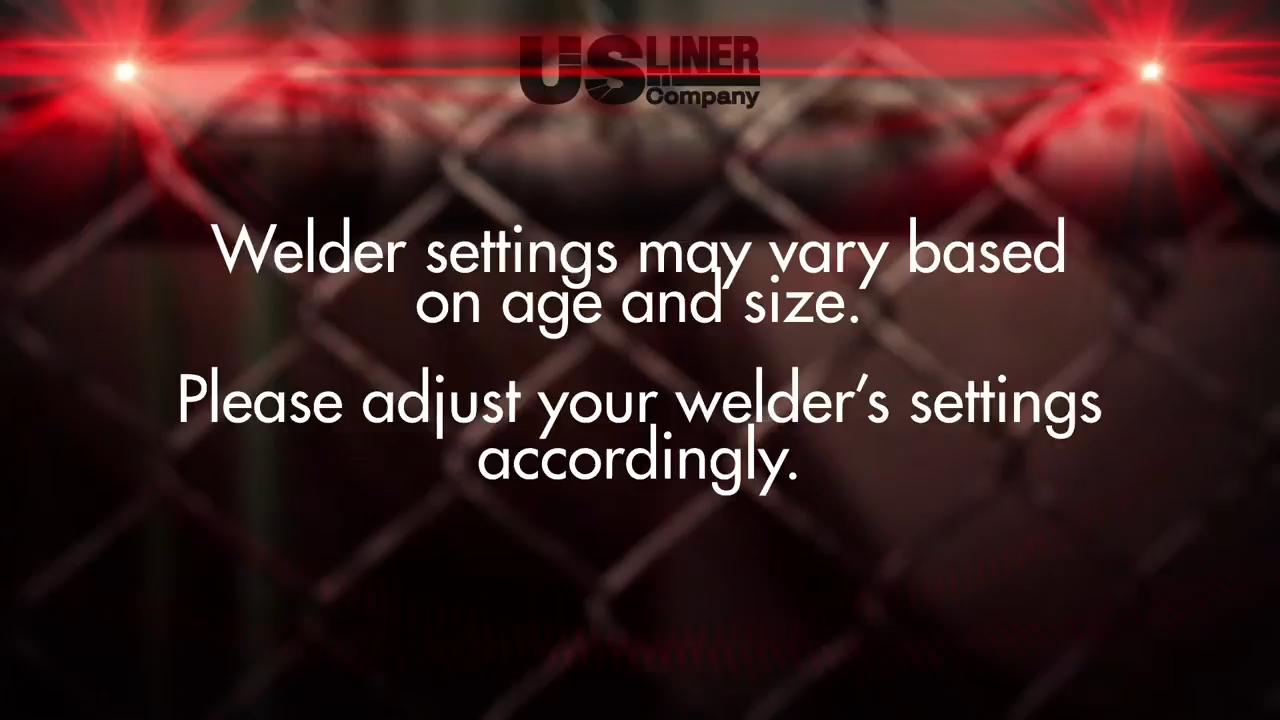 US LINER
Company
Welder settings may vary based
on age and size.
Please adjust your welder’s settings
accordingly.